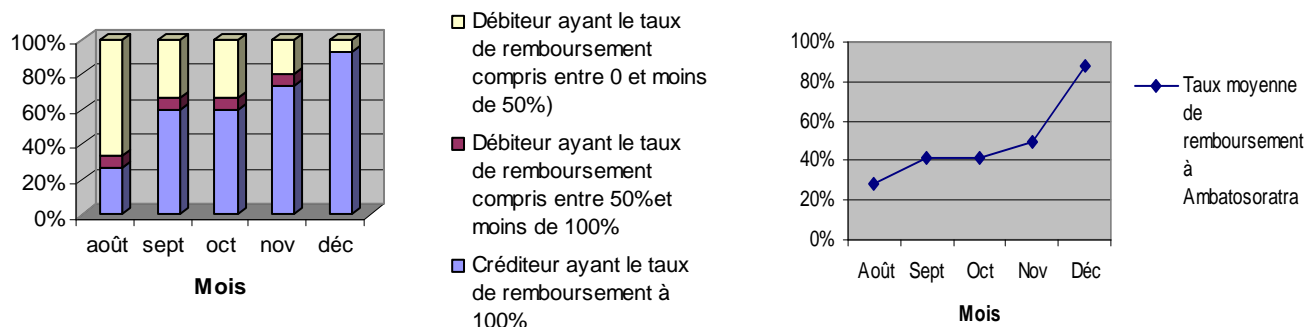 100%
80%
60%
40%
20%
0%
août sept oct nov déc
Mois
Débiteur ayant le taux
de remboursement
compris entre 0 et moins
de 50%)
Débiteur ayant le taux
de remboursement
compris entre 50%et
moins de 100%
Créditeur ayant le taux
de remboursement à
100%
100%
80%
60%
40%
20%
0%
Août Sept Oct Nov Déc
Mois
Taux moyenne
de
remboursement
à
Ambatosoratra